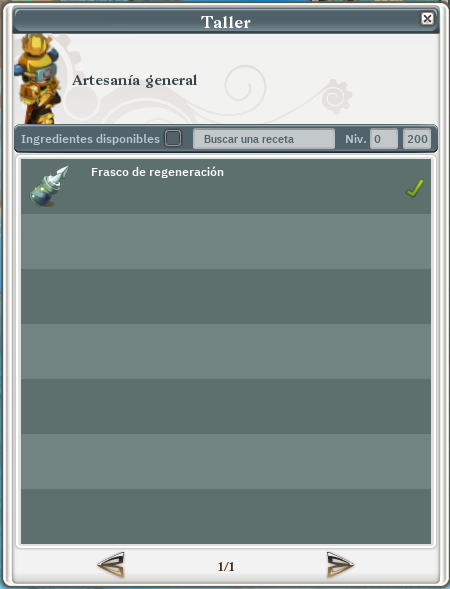 Taller
Artesanía general
Ingredientes disponibles Buscar una receta Niv. 0 200
Frasco de regeneración
1/1